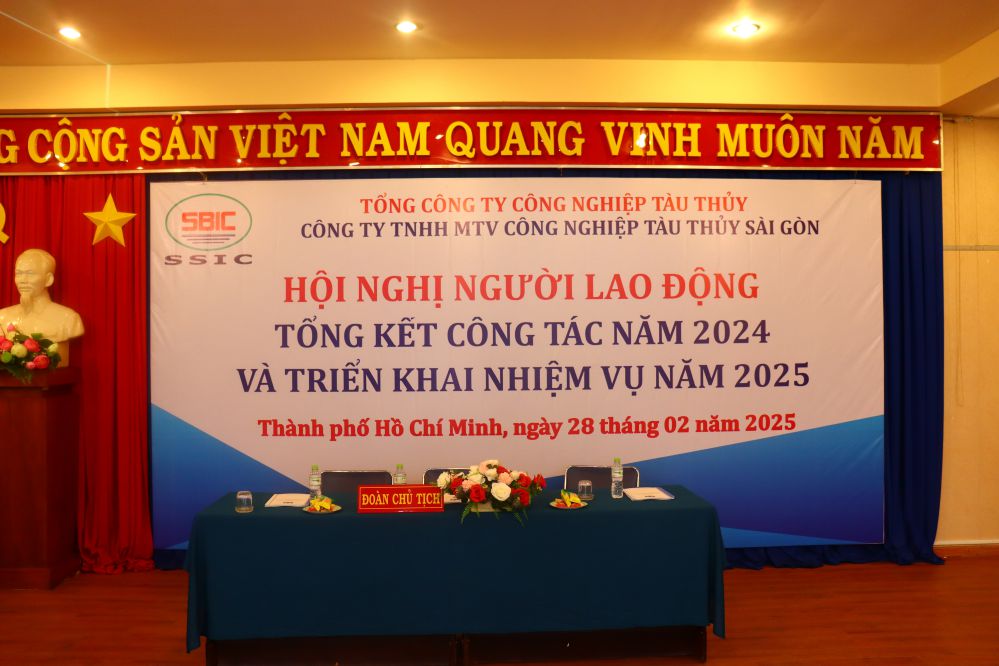 CÔNG SẢN VIỆT NAM QUANG VINH MUÔN NĂM
SBIC
SSIC
TỔNG CÔNG TY CÔNG NGHIỆP TÀU THỦY
CÔNG TY TNHH MTV CÔNG NGHIỆP TÀU THỦY SÀI GÒN
HỘI NGHỊ NGƯỜI LAO ĐỘNG
TỔNG KẾT CÔNG TÁC NĂM 2024
VÀ TRIỂN KHAI NHIỆM VỤ NĂM 2025
Thành phố Hồ Chí Minh, ngày 28 tháng 02 năm 2025
ĐOÀN CHỦ TỊCH